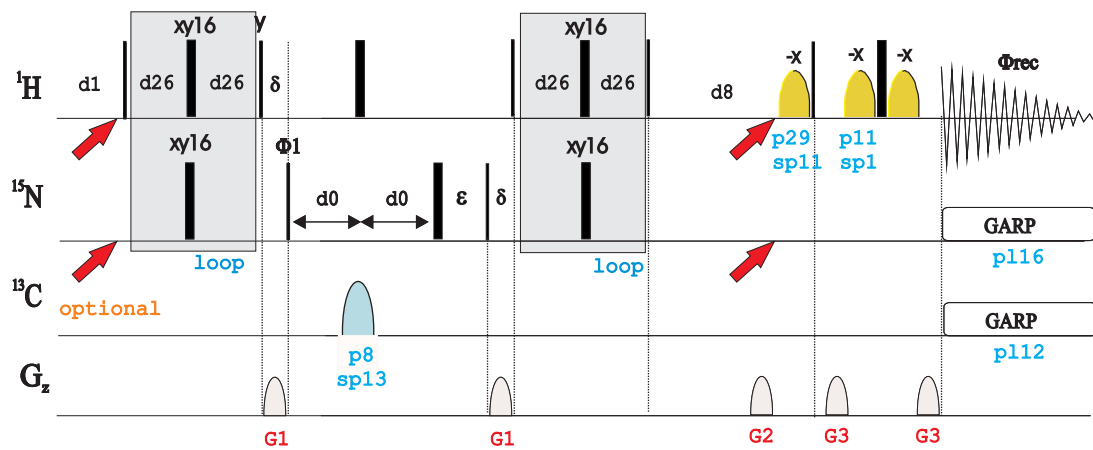 xy16 y xy16
-x -x -x Φrec
¹H d1 d26 d26 δ d26 d26 d8
xy16 Φ1 xy16 p29 p11
sp11 sp1
¹⁵N d0 d0 ε δ GARP
loop loop pl16
¹³C
optional GARP
p8 pl12
sp13
Gz
G1 G1 G2 G3 G3